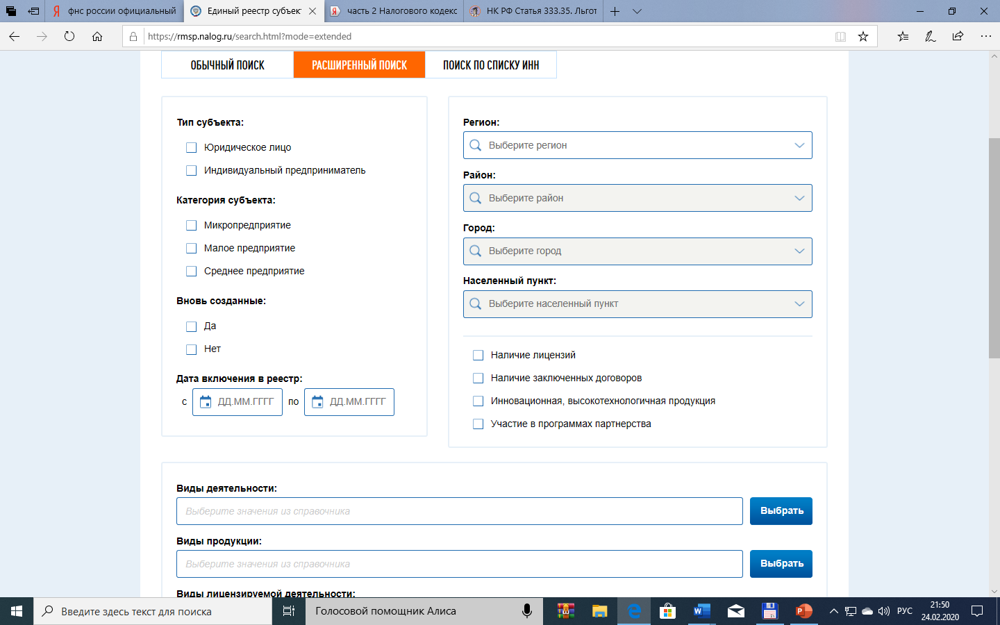 фнс россии официальный
Единый реестр субъек
часть 2 Налогового кодекс
НК РФ Статья 333.35. Льгот
https://rmsp.nalog.ru/search.html?mode=extended
ОБЫЧНЫЙ ПОИСК
РАСШИРЕННЫЙ ПОИСК
ПОИСК ПО СПИСКУ ИНН
Тип субъекта:
Юридическое лицо
Индивидуальный предприниматель
Категория субъекта:
Микропредприятие
Малое предприятие
Среднее предприятие
Вновь созданные:
Да
Нет
Дата включения в реестр:
с ДД.ММ.ГГГГ по ДД.ММ.ГГГГ
Регион:
Выберите регион
Район:
Выберите район
Город:
Выберите город
Населенный пункт:
Выберите населенный пункт
Наличие лицензий
Наличие заключенных договоров
Инновационная, высокотехнологичная продукция
Участие в программах партнерства
Виды деятельности:
Выберите значения из справочника
Выбрать
Виды продукции:
Выберите значения из справочника
Выбрать
Виды лицензируемой деятельности:
Введите здесь текст для поиска
Голосовой помощник Алиса
РУС
21:50
24.02.2020